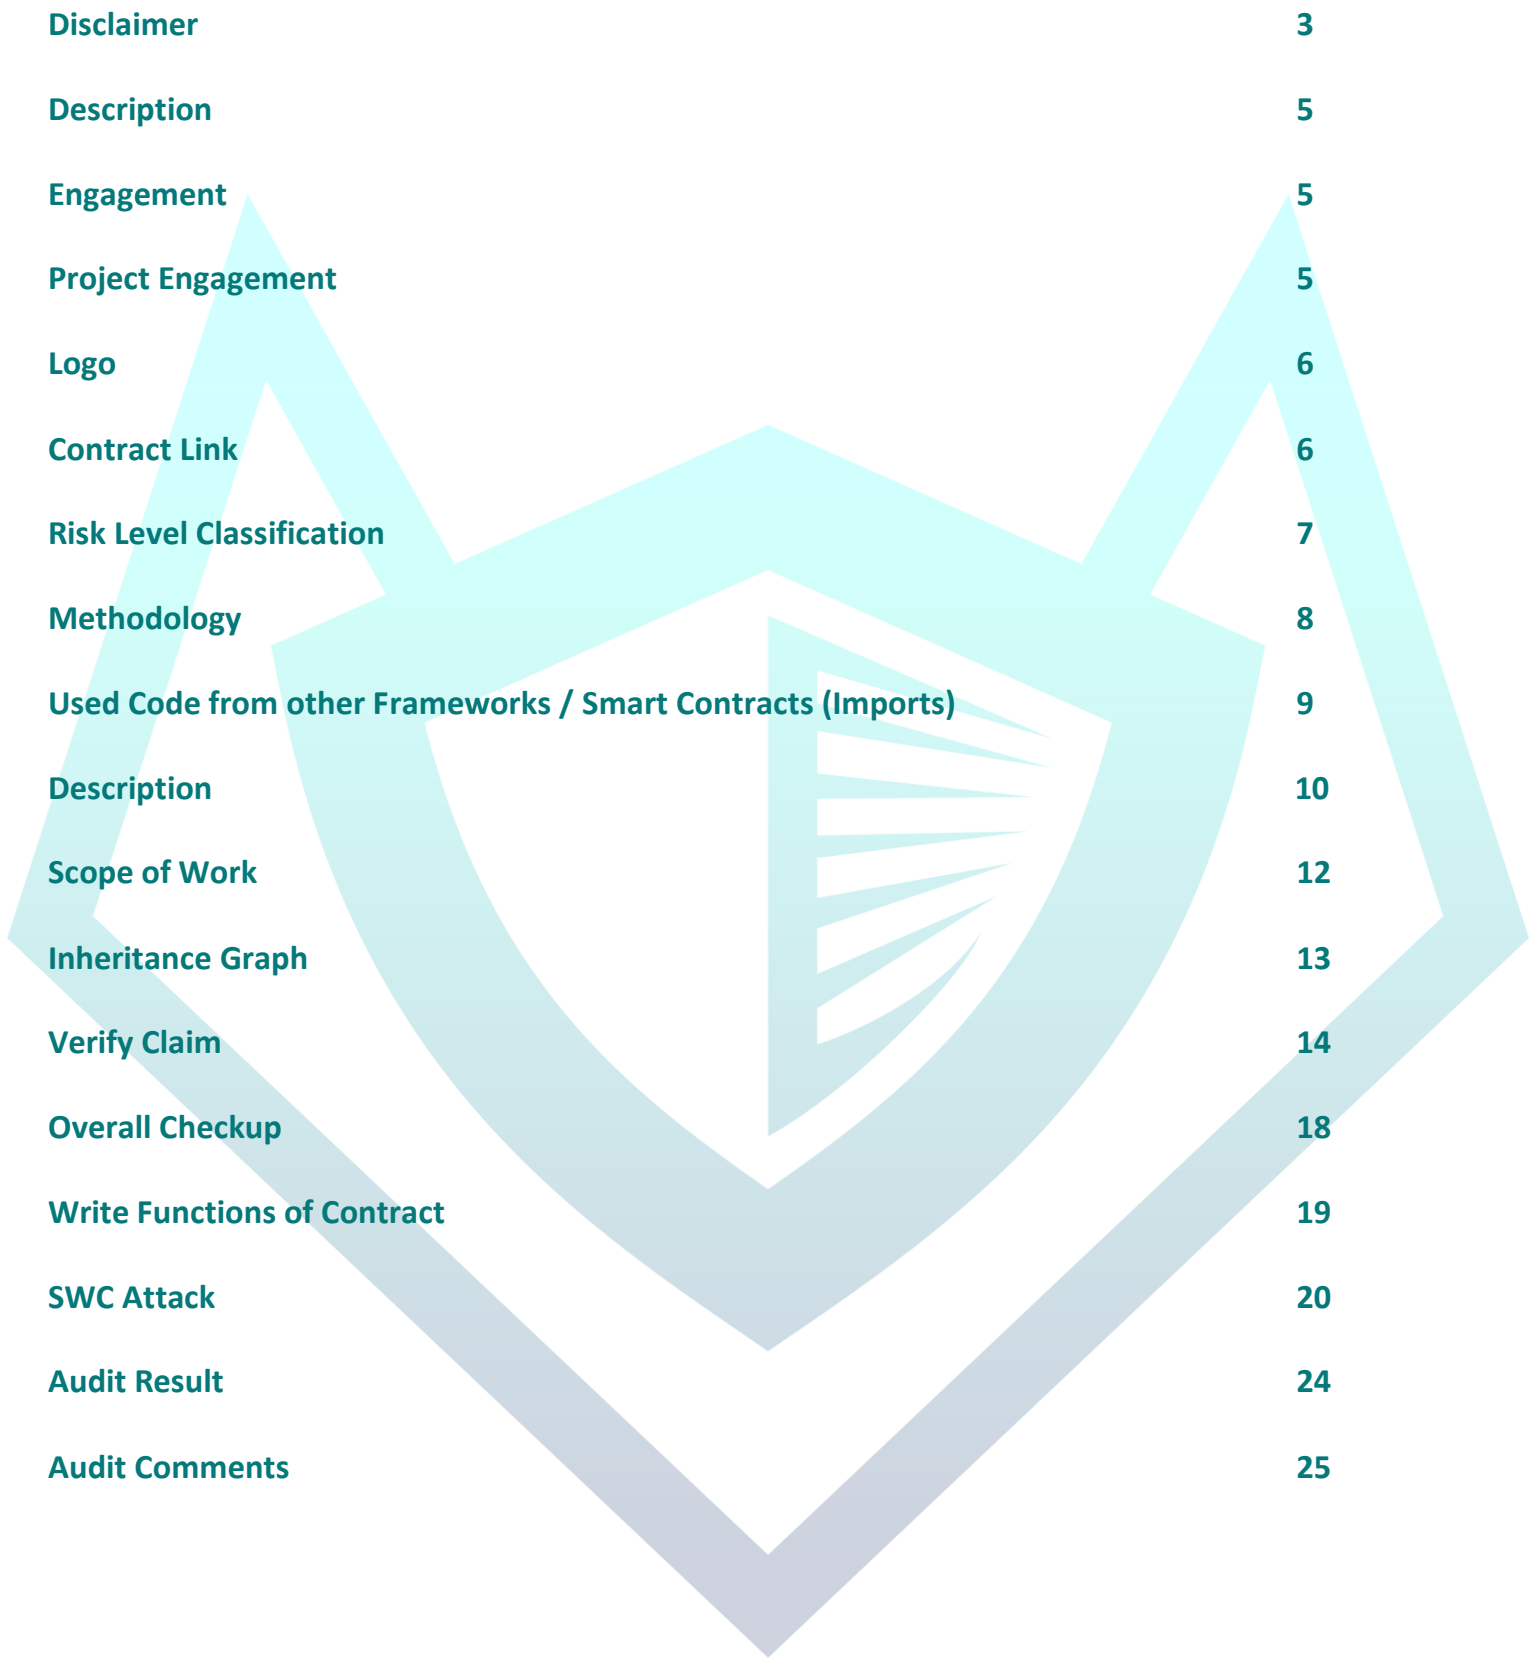 Disclaimer 3
Description 5
Engagement 5
Project Engagement 5
Logo 6
Contract Link 6
Risk Level Classification 7
Methodology 8
Used Code from other Frameworks / Smart Contracts (Imports) 9
Description 10
Scope of Work 12
Inheritance Graph 13
Verify Claim 14
Overall Checkup 18
Write Functions of Contract 19
SWC Attack 20
Audit Result 24
Audit Comments 25